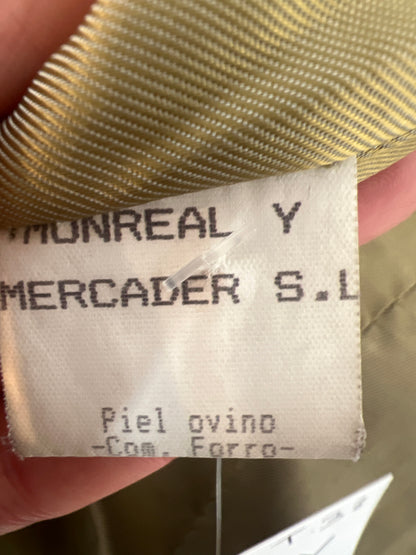 MONREAL Y
MERCADER S.L
Piel ovino
-Com. Forro-